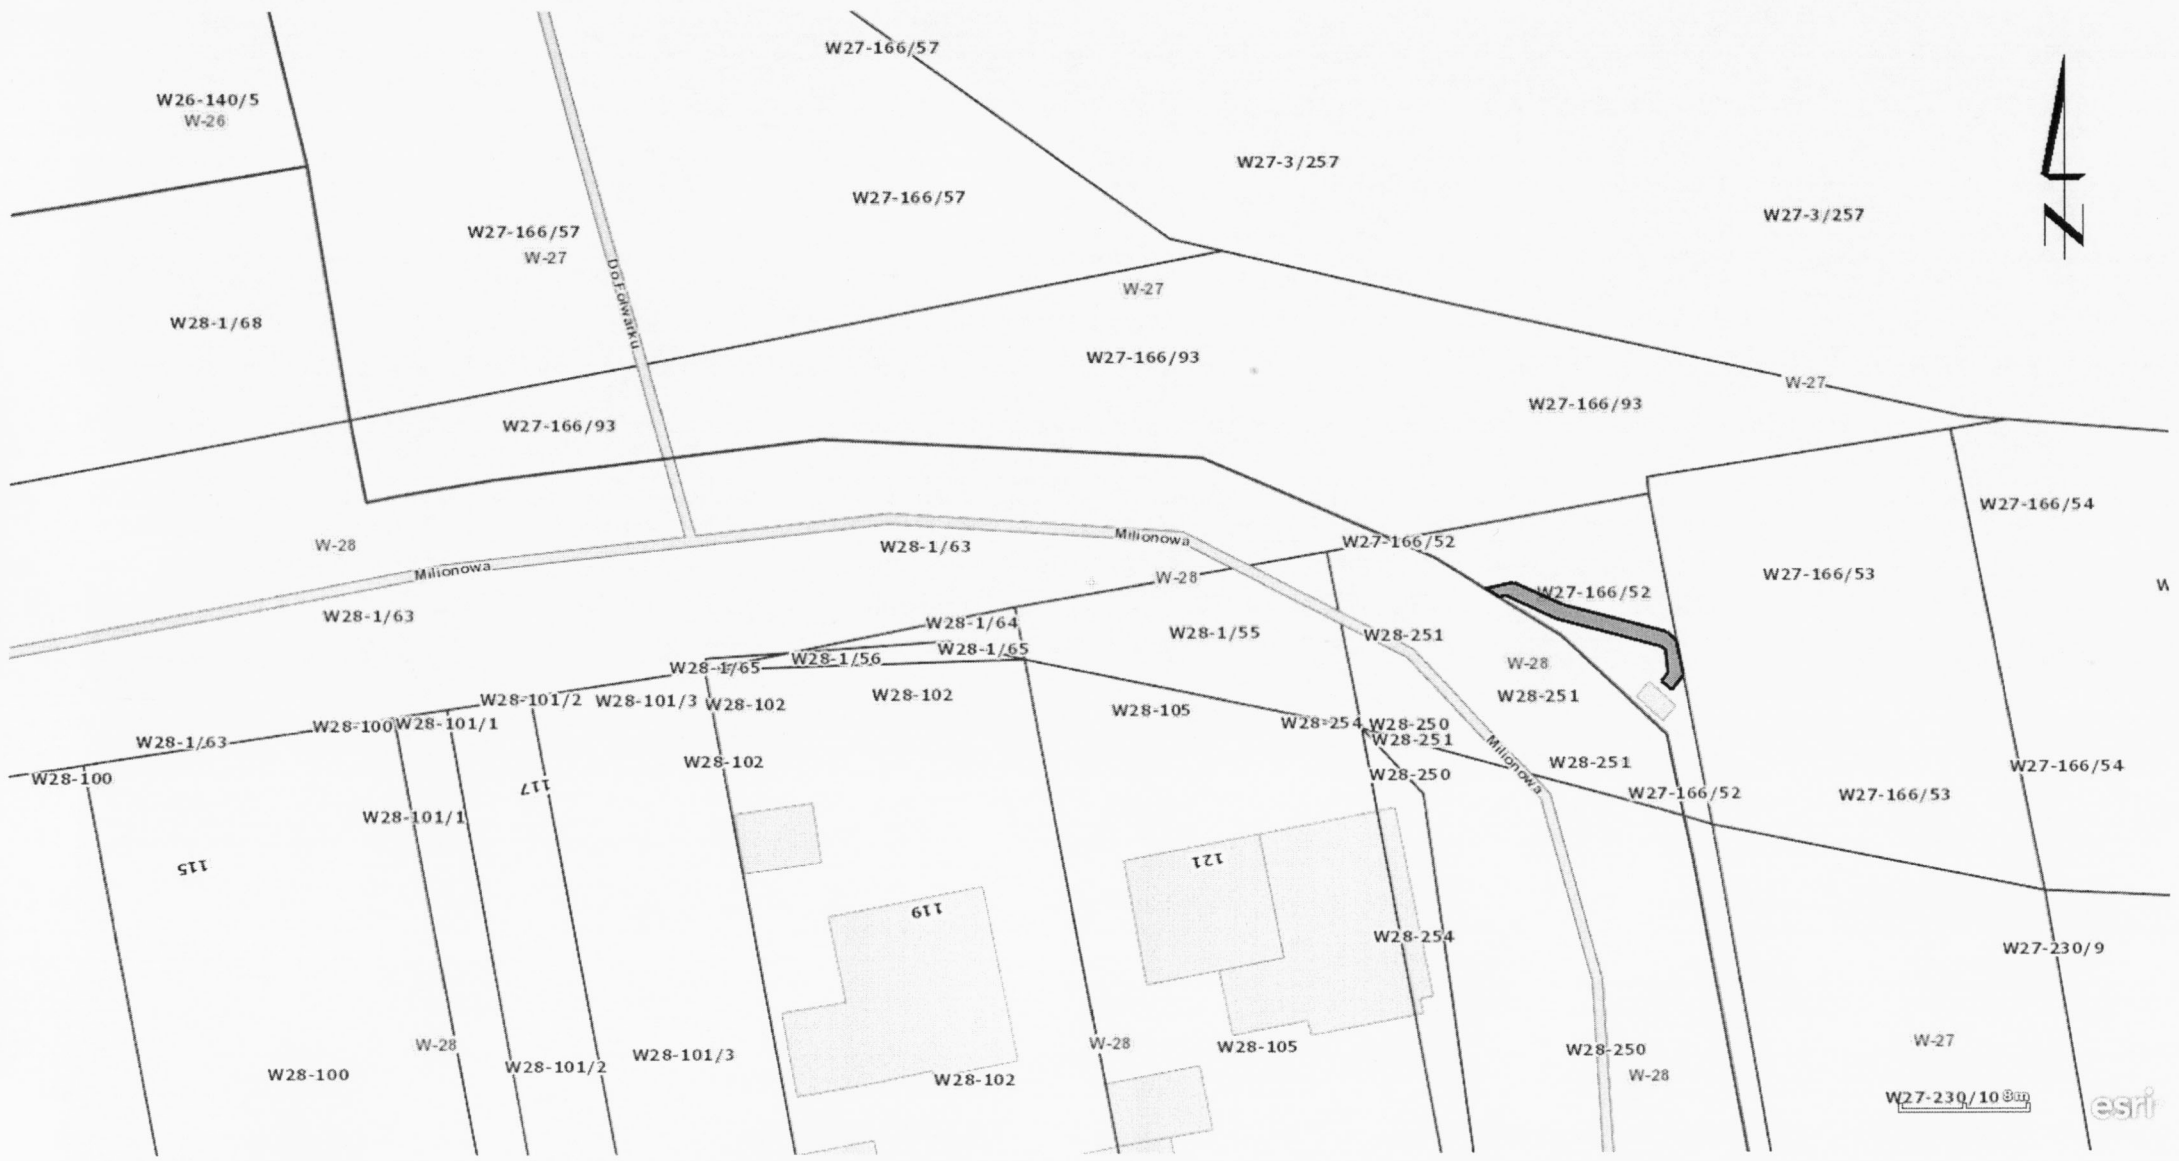 W27-166/57
W26-140/5
W-26
W27-3/257
W27-166/57
W27-3/257
W27-166/57
W-27
Do Folwarku
W-27
N
W28-1/68
W27-166/93
W-27
W27-166/93
W27-166/93
W27-166/54
W-28
W28-1/63
Milionowa
W27-166/52
Milionowa
W27-166/53
W-28
W27-166/52
W28-1/63
W28-1/64
W28-1/55
W28-251
W28-1/65
W28-1/56
W28-1/65
W-28
W28-251
W28-101/2
W28-101/3
W28-102
W28-102
W28-105
W28-100
W28-101/1
W28-254
W28-250
W28-251
W28-1/63
W28-102
W28-251
W28-100
W28-250
Milionowa
W27-166/54
117
W27-166/52
W27-166/53
W28-101/1
115
121
119
W28-254
W27-230/9
W-28
W-28
W28-105
W28-250
W-27
W28-101/3
W28-101/2
W28-100
W28-102
W-28
W27-230/10
8m
esri